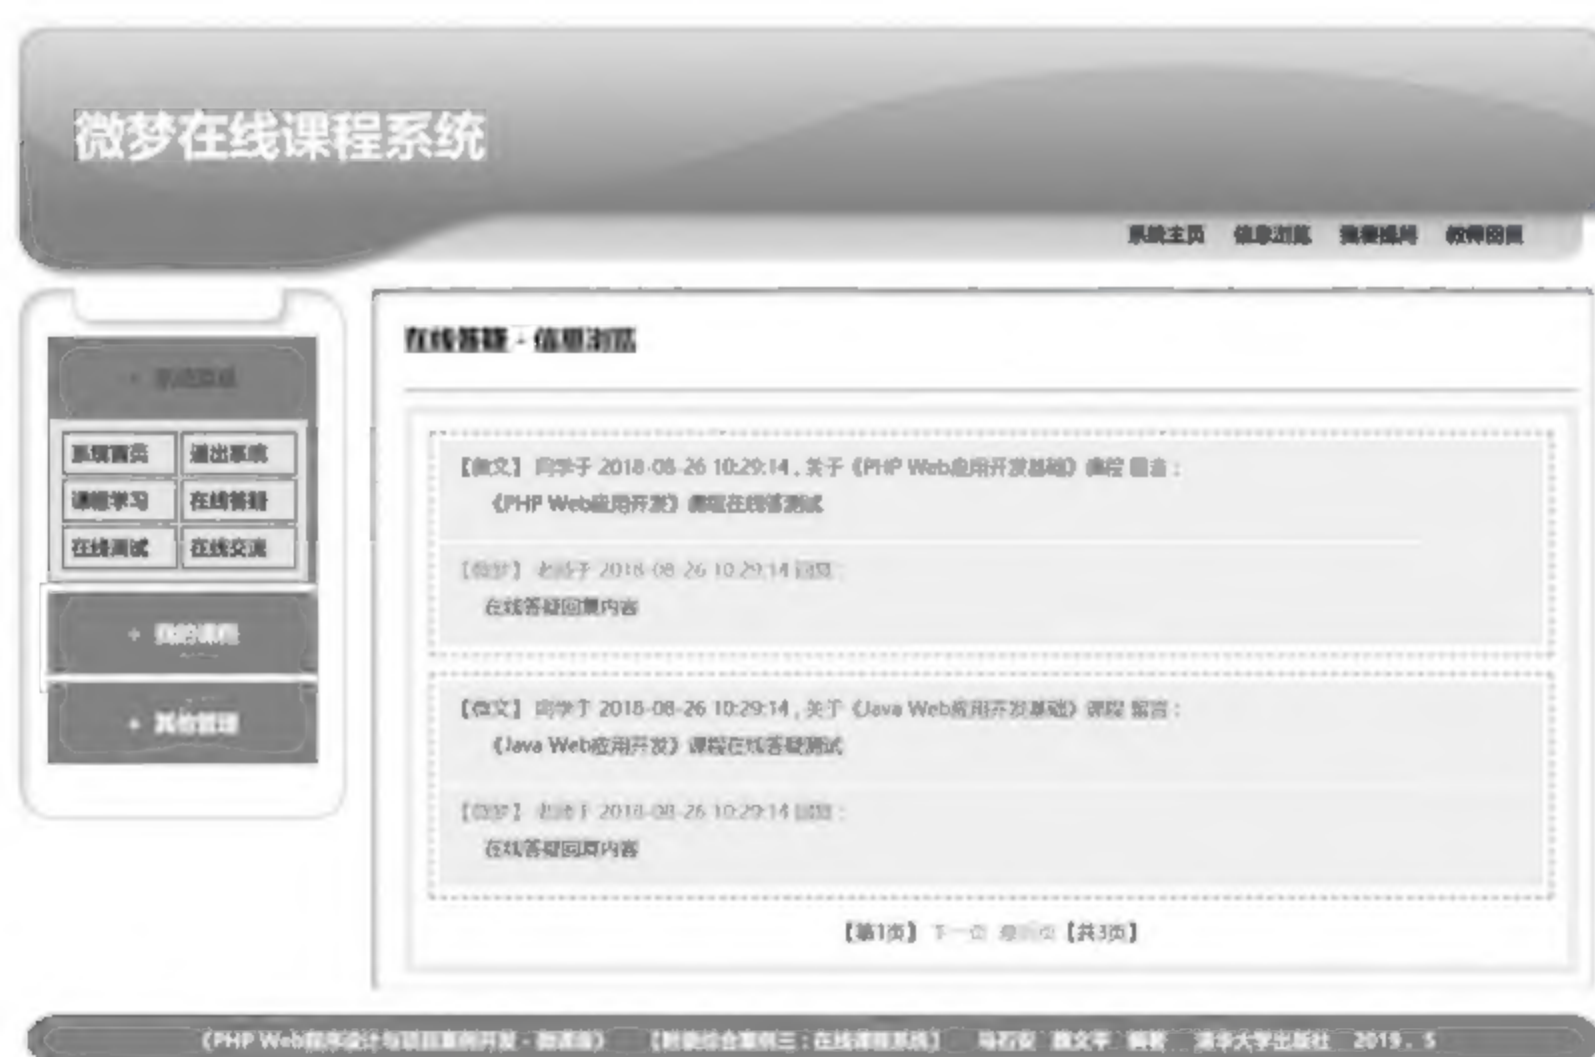 微梦在线课程系统
系统主页 信息浏览 我要提问 教师回复
在线答疑 - 信息浏览
系统首页 退出系统
课程学习 在线答疑
在线测试 在线交流
+ 我的课程
+ 其他管理
【微文】 同学于 2018-08-26 10:29:14 , 关于《PHP Web应用开发基础》课程 留言：
《PHP Web应用开发》课程在线答测试
【微梦】 老师于 2018-08-26 10:29:14 回复：
在线答疑回复内容
【微文】 同学于 2018-08-26 10:29:14 , 关于《Java Web应用开发基础》课程 留言：
《Java Web应用开发》课程在线答疑测试
【微梦】 老师于 2018-08-26 10:29:14 回复：
在线答疑回复内容
【第1页】 下一页 最后页 【共3页】
《PHP Web程序设计与项目案例开发 - 微课版》 【附录综合案例三：在线课程系统】 马石安 魏文平 编著 清华大学出版社 2019 . 5